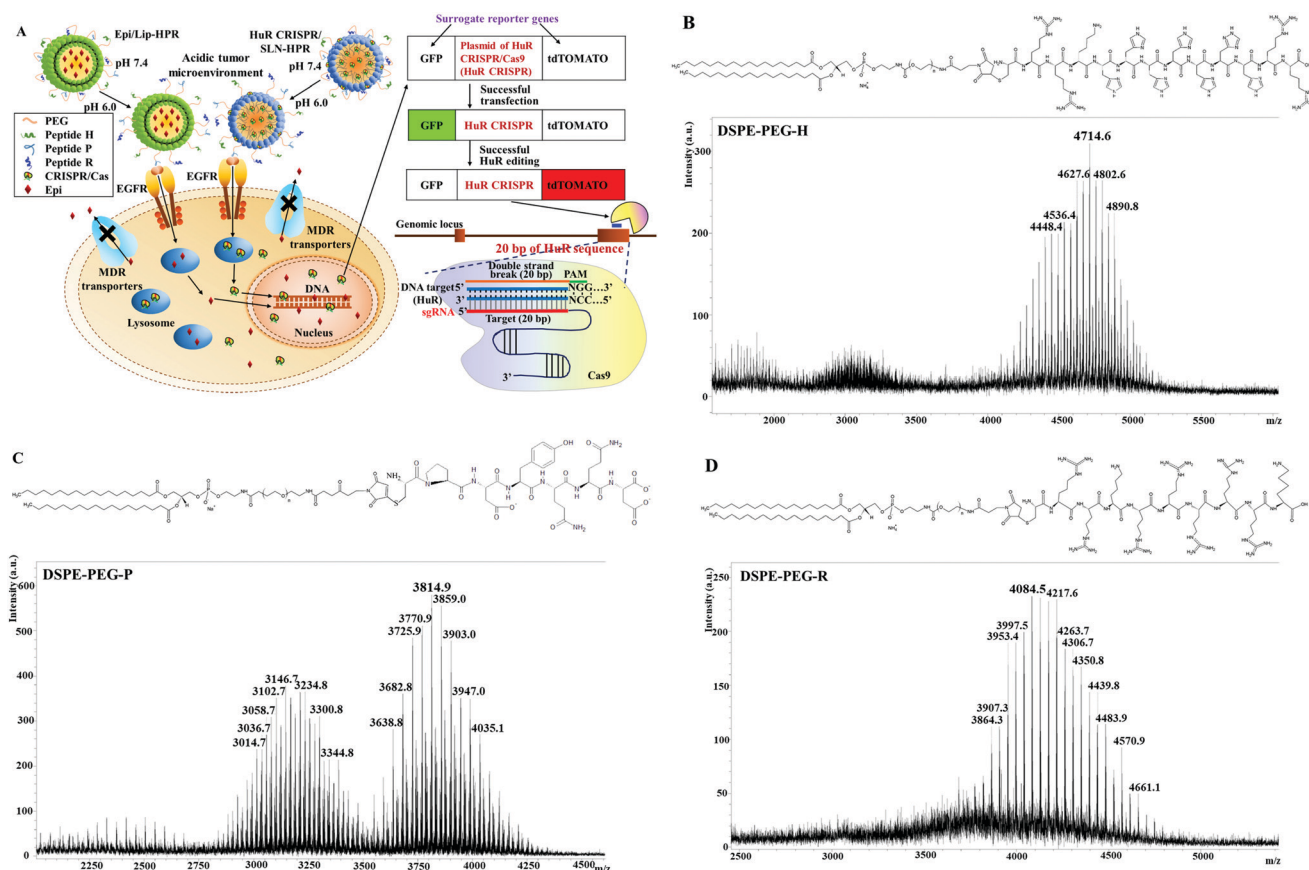 A
Epi/Lip-HPR
pH 7.4
pH 6.0
Acidic tumor
microenvironment
HuR CRISPR/
SLN-HPR
pH 7.4
pH 6.0
PEG
Peptide H
Peptide P
Peptide R
CRISPR/Cas
Epi
EGFR
EGFR
MDR
transporters
MDR
transporters
Lysosome
DNA
Nucleus
Surrogate reporter genes
GFP
Plasmid of HuR
CRISPR/Cas9
(HuR CRISPR)
tdTOMATO
Successful
transfection
GFP
HuR CRISPR
tdTOMATO
Successful
HuR editing
GFP
HuR CRISPR
tdTOMATO
Genomic locus
20 bp of HuR sequence
Double strand
break (20 bp)
PAM
DNA target 5’
NGG...3’
(HuR)
3’
NCC...5’
sgRNA
5’
Target (20 bp)
3’
Cas9
B
DSPE-PEG-H
Intensity (a.u.)
300
200
100
0
4714.6
4627.6
4802.6
4536.4
4890.8
4448.4
2000
3000
3500
4000
4500
5000
5500
m/z
C
DSPE-PEG-P
Intensity (a.u.)
600
500
400
300
200
100
0
3814.9
3859.0
3770.9
3725.9
3903.0
3682.8
3947.0
3638.8
4035.1
3146.7
3234.8
3102.7
3058.7
3300.8
3036.7
3014.7
3344.8
2250
2500
2750
3000
3250
3500
3750
4000
4250
4500
m/z
D
DSPE-PEG-R
Intensity (a.u.)
250
200
150
100
50
0
4084.5
4217.6
3997.5
3953.4
4263.7
4306.7
4350.8
3907.3
3864.3
4439.8
4483.9
4570.9
4661.1
2500
3000
3500
4000
4500
5000
m/z